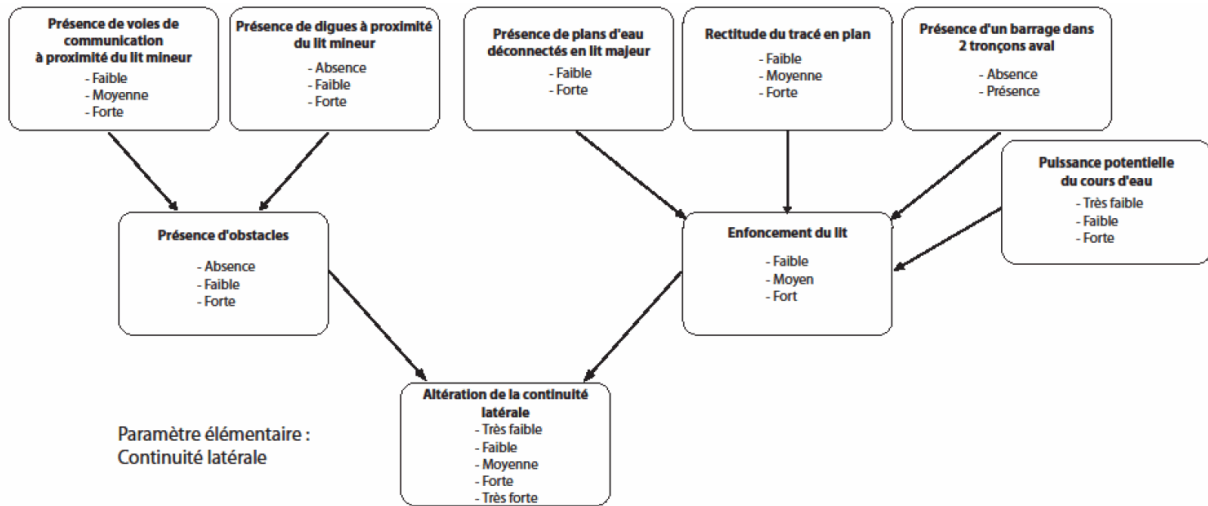 Présence de voies de
communication
à proximité du lit mineur
- Faible
- Moyenne
- Forte
Présence de digues à proximité
du lit mineur
- Absence
- Faible
- Forte
Présence de plans d'eau
déconnectés en lit majeur
- Faible
- Forte
Rectitude du tracé en plan
- Faible
- Moyenne
- Forte
Présence d'un barrage dans
2 tronçons aval
- Absence
- Présence
Puissance potentielle
du cours d'eau
- Très faible
- Faible
- Forte
Présence d'obstacles
- Absence
- Faible
- Forte
Enfoncement du lit
- Faible
- Moyen
- Fort
Altération de la continuité
latérale
- Très faible
- Faible
- Moyenne
- Forte
- Très forte
Paramètre élémentaire :
Continuité latérale